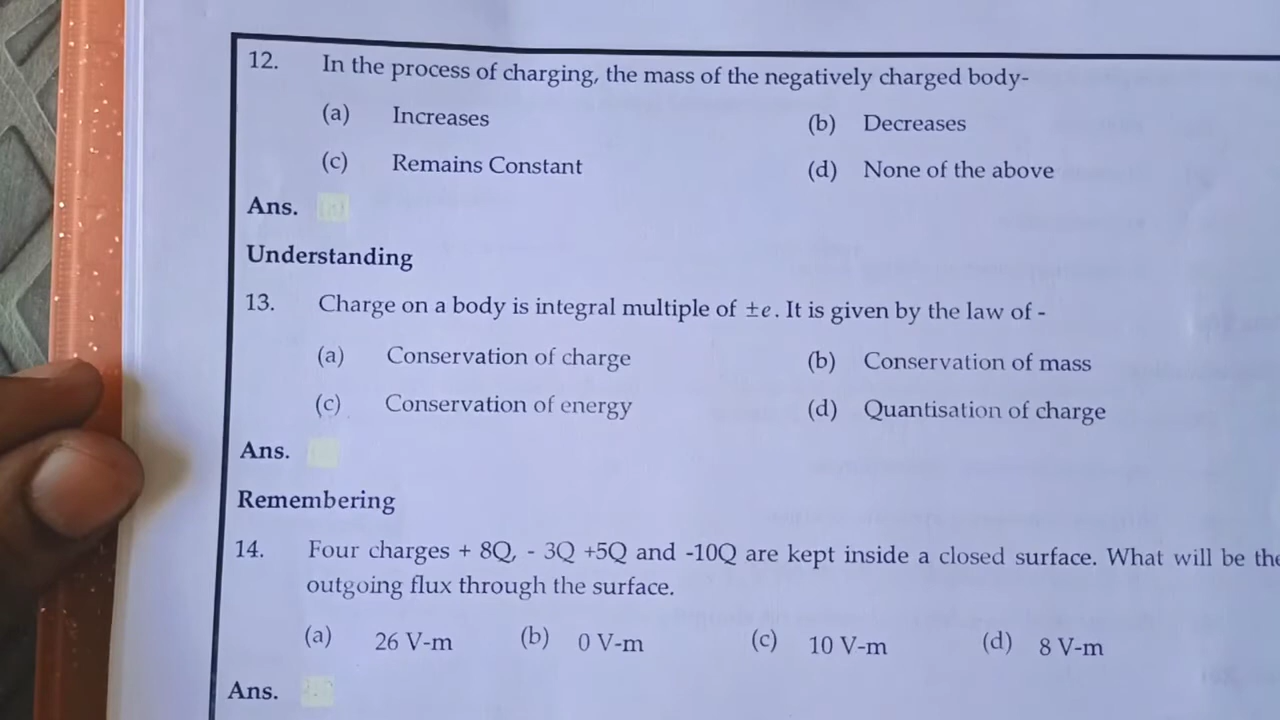 12. In the process of charging, the mass of the negatively charged body-
(a) Increases (b) Decreases
(c) Remains Constant (d) None of the above
Ans.
Understanding
13. Charge on a body is integral multiple of ±e. It is given by the law of -
(a) Conservation of charge (b) Conservation of mass
(c) Conservation of energy (d) Quantisation of charge
Ans.
Remembering
14. Four charges + 8Q, - 3Q +5Q and -10Q are kept inside a closed surface. What will be the
outgoing flux through the surface.
(a) 26 V-m (b) 0 V-m (c) 10 V-m (d) 8 V-m
Ans.